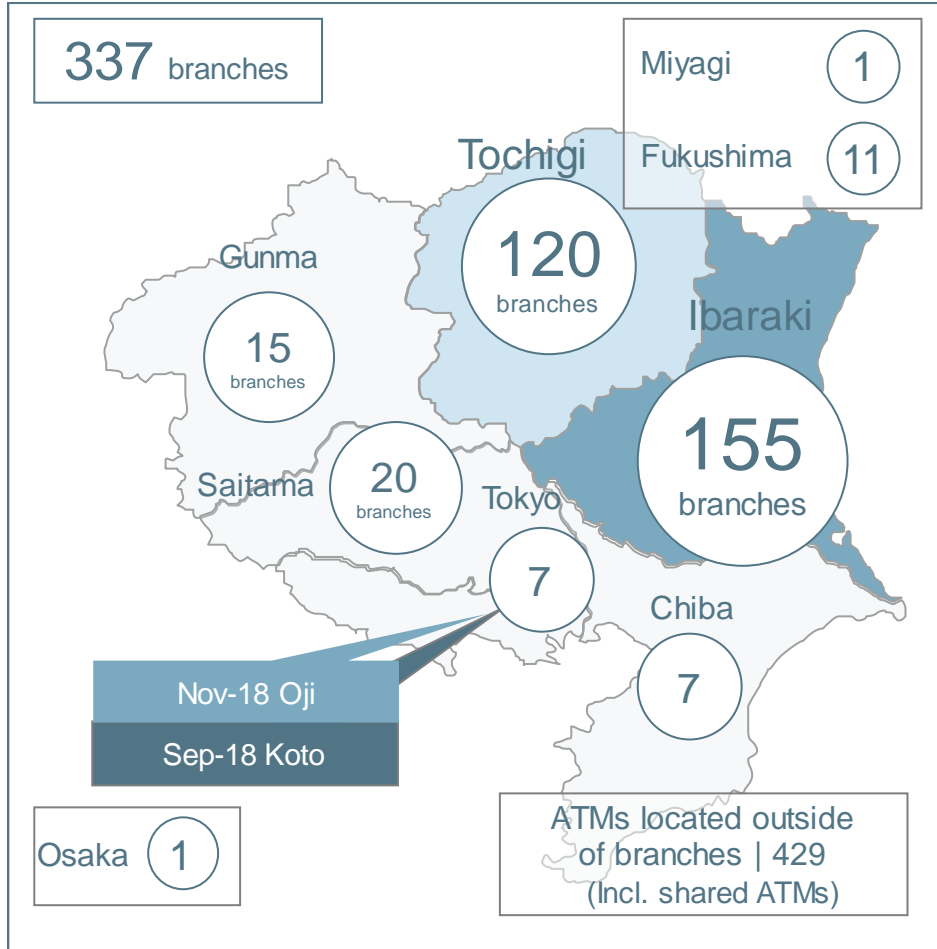 337 branches
Miyagi 1
Fukushima 11
Tochigi
120
branches
Gunma
15
branches
Ibaraki
155
branches
Saitama
20
branches
Tokyo
7
Chiba
7
Nov-18 Oji
Sep-18 Koto
Osaka 1
ATMs located outside
of branches | 429
(Incl. shared ATMs)